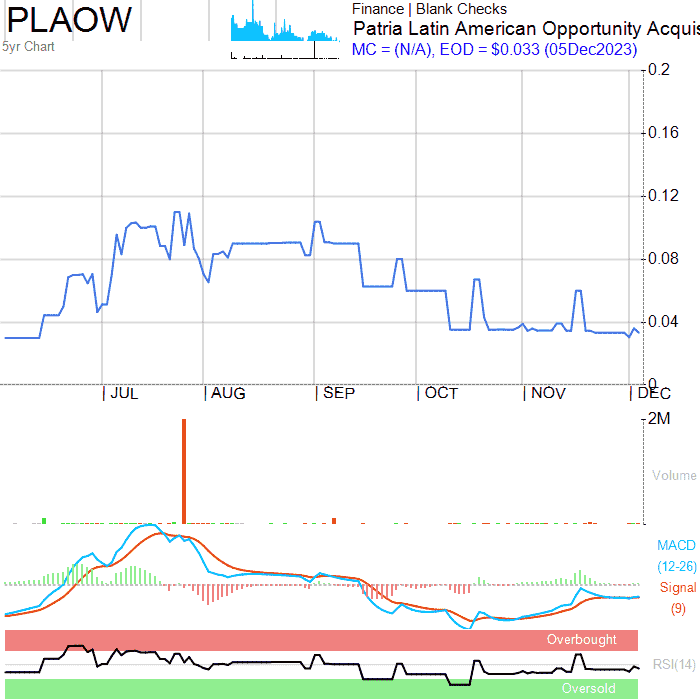 PLAOW
5yr Chart
Finance | Blank Checks
Patria Latin American Opportunity Acquis
MC = (N/A), EOD = $0.033 (05Dec2023)
0.2
0.16
0.12
0.08
0.04
0
JUL AUG SEP OCT NOV DEC
2M
Volume
MACD
(12-26)
Signal
(9)
Overbought
RSI(14)
Oversold